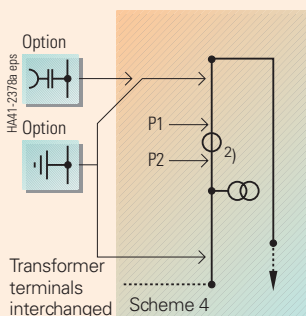 Option
HA41-2378a eps
Option
P1
2)
P2
Transformer
terminals
interchanged
Scheme 4